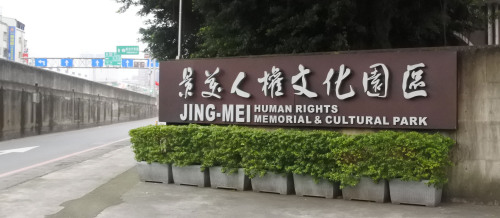 景美人權文化園區
JING-MEI HUMAN RIGHTS
MEMORIAL & CULTURAL PARK